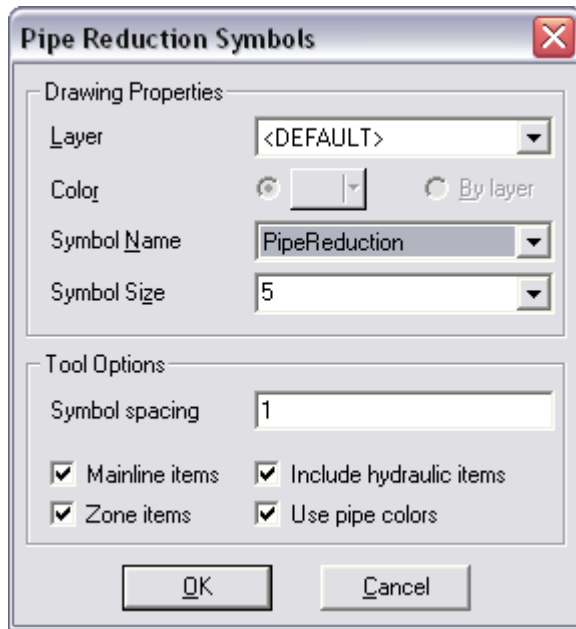 Pipe Reduction Symbols
Drawing Properties
Layer <DEFAULT>
Color By layer
Symbol Name PipeReduction
Symbol Size 5
Tool Options
Symbol spacing 1
Mainline items Include hydraulic items
Zone items Use pipe colors
OK Cancel